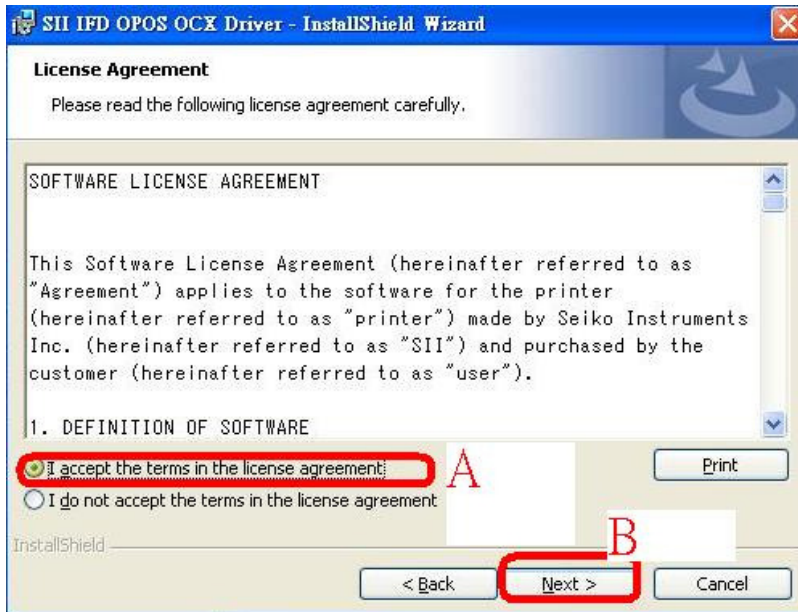 SII IFD OPOS OCX Driver - InstallShield Wizard
License Agreement
Please read the following license agreement carefully.
SOFTWARE LICENSE AGREEMENT
This Software License Agreement (hereinafter referred to as
"Agreement") applies to the software for the printer
(hereinafter referred to as "printer") made by Seiko Instruments
Inc. (hereinafter referred to as "SII") and purchased by the
customer (hereinafter referred to as "user").
1. DEFINITION OF SOFTWARE
I accept the terms in the license agreement
A
Print
I do not accept the terms in the license agreement
InstallShield
B
< Back
Next >
Cancel